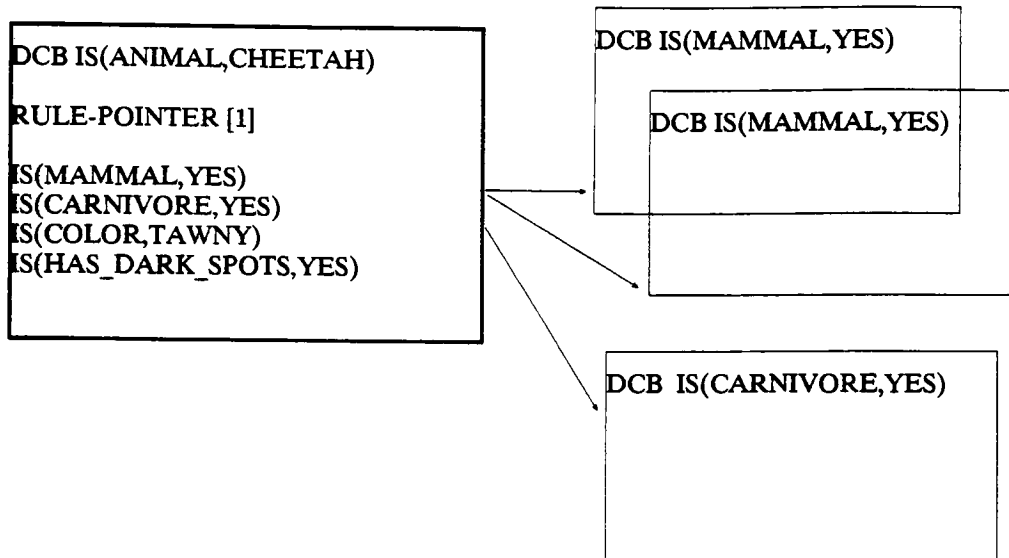 DCB IS(ANIMAL,CHEETAH)
RULE-POINTER [1]
IS(MAMMAL,YES)
IS(CARNIVORE,YES)
IS(COLOR,TAWNY)
IS(HAS_DARK_SPOTS,YES)
DCB IS(MAMMAL,YES)
DCB IS(MAMMAL,YES)
DCB IS(CARNIVORE,YES)